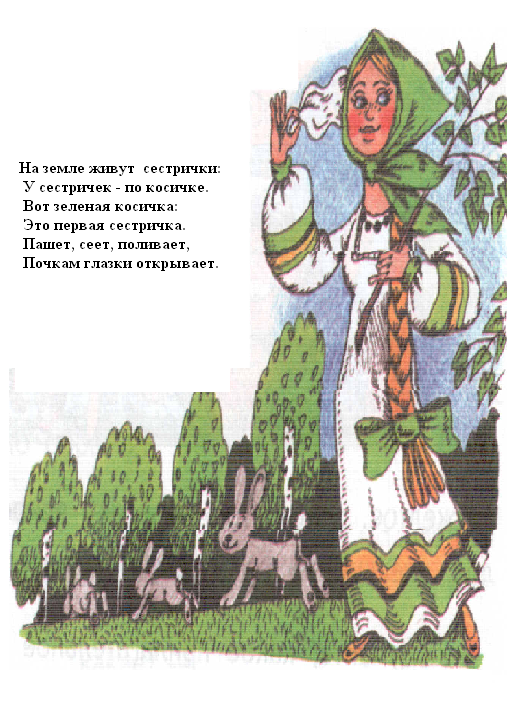 На земле живут сестрички:
У сестричек - по косичке.
Вот зеленая косичка:
Это первая сестричка.
Пашет, сеет, поливает,
Почкам глазки открывает.